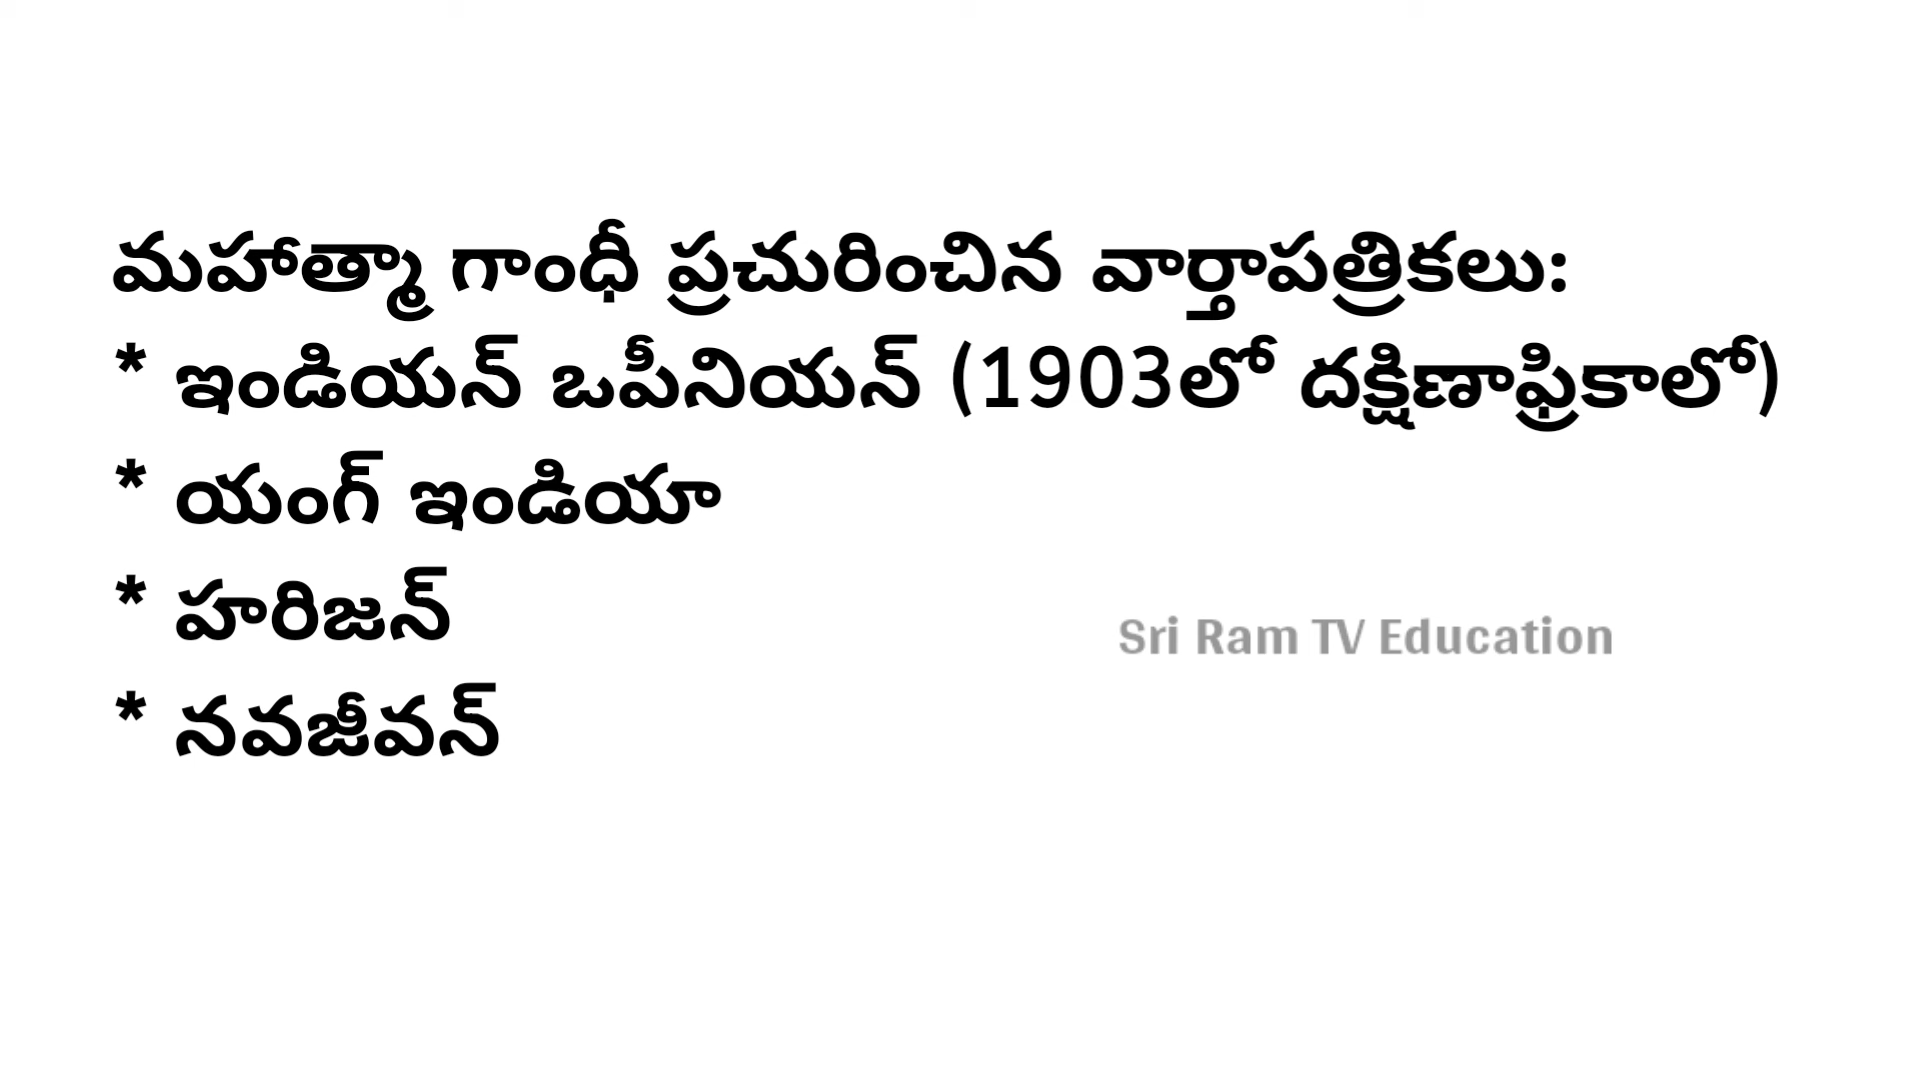 మహాత్మా గాంధీ ప్రచురించిన వార్తాపత్రికలు:
* ఇండియన్ ఒపీనియన్ (1903లో దక్షిణాఫ్రికాలో)
* యంగ్ ఇండియా
* హరిజన్
Sri Ram TV Education
* నవజీవన్